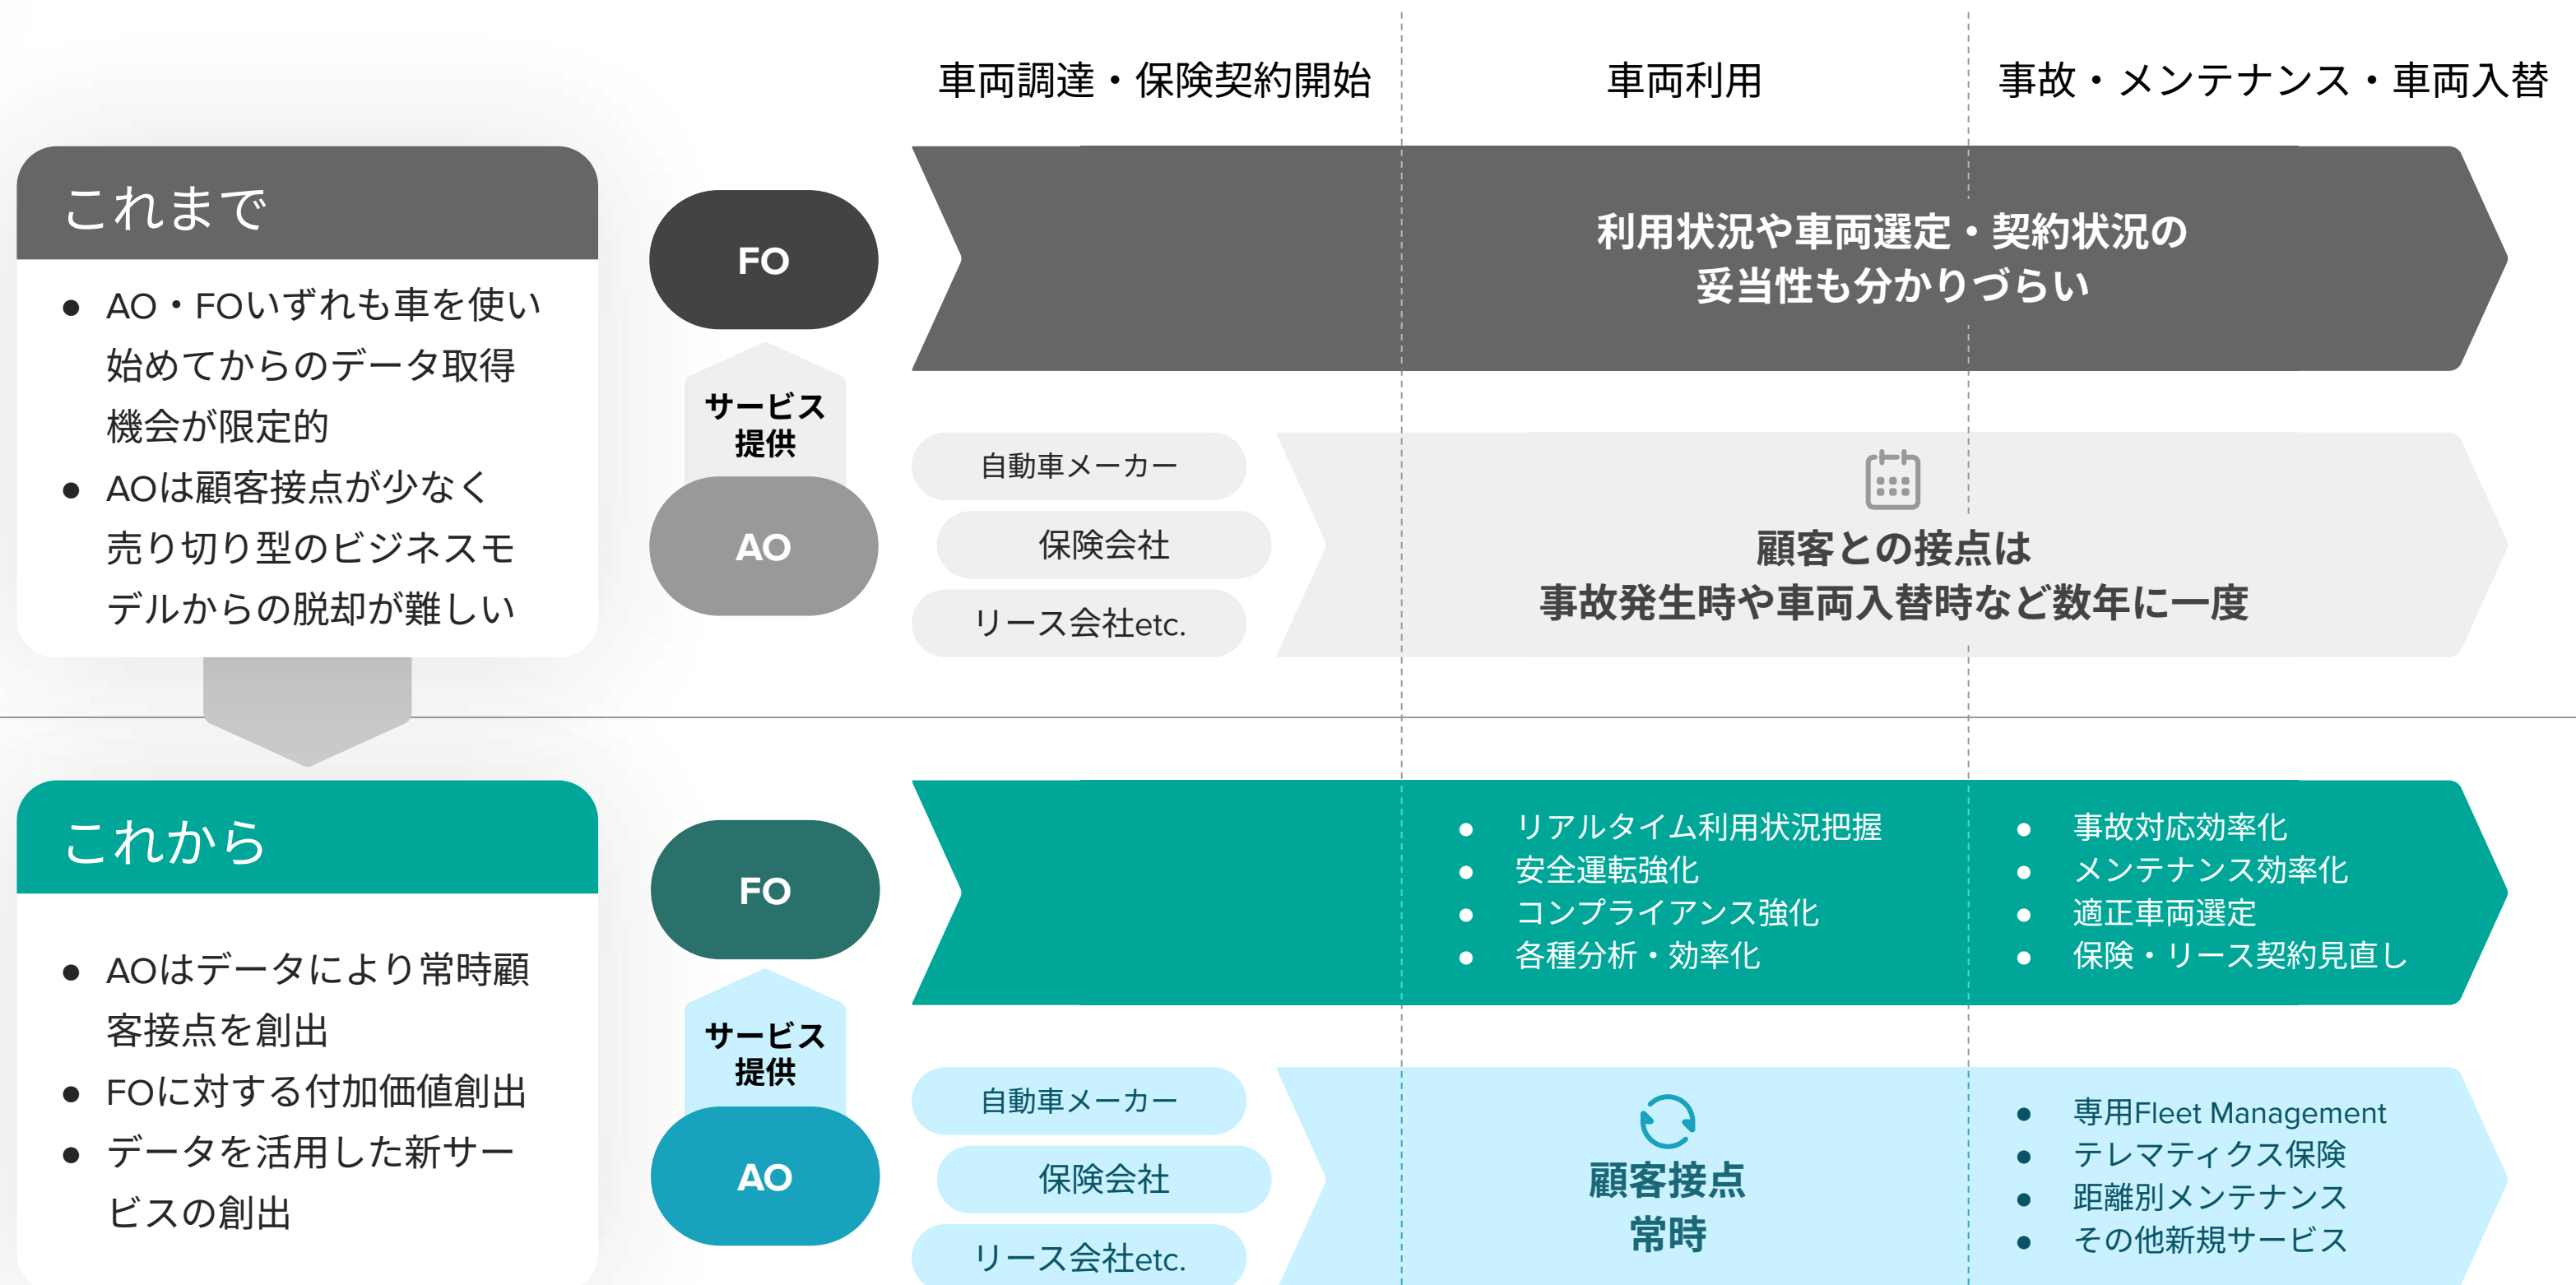 車両調達・保険契約開始
車両利用
事故・メンテナンス・車両入替
これまで
● AO・FOいずれも車を使い
始めてからのデータ取得
機会が限定的
● AOは顧客接点が少なく
売り切り型のビジネスモ
デルからの脱却が難しい
FO
サービス
提供
AO
利用状況や車両選定・契約状況の
妥当性も分かりづらい
自動車メーカー
保険会社
リース会社etc.
顧客との接点は
事故発生時や車両入替時など数年に一度
これから
● AOはデータにより常時顧
客接点を創出
● FOに対する付加価値創出
● データを活用した新サー
ビスの創出
FO
サービス
提供
AO
● リアルタイム利用状況把握
● 安全運転強化
● コンプライアンス強化
● 各種分析・効率化
● 事故対応効率化
● メンテナンス効率化
● 適正車両選定
● 保険・リース契約見直し
自動車メーカー
保険会社
リース会社etc.
顧客接点
常時
● 専用Fleet Management
● テレマティクス保険
● 距離別メンテナンス
● その他新規サービス